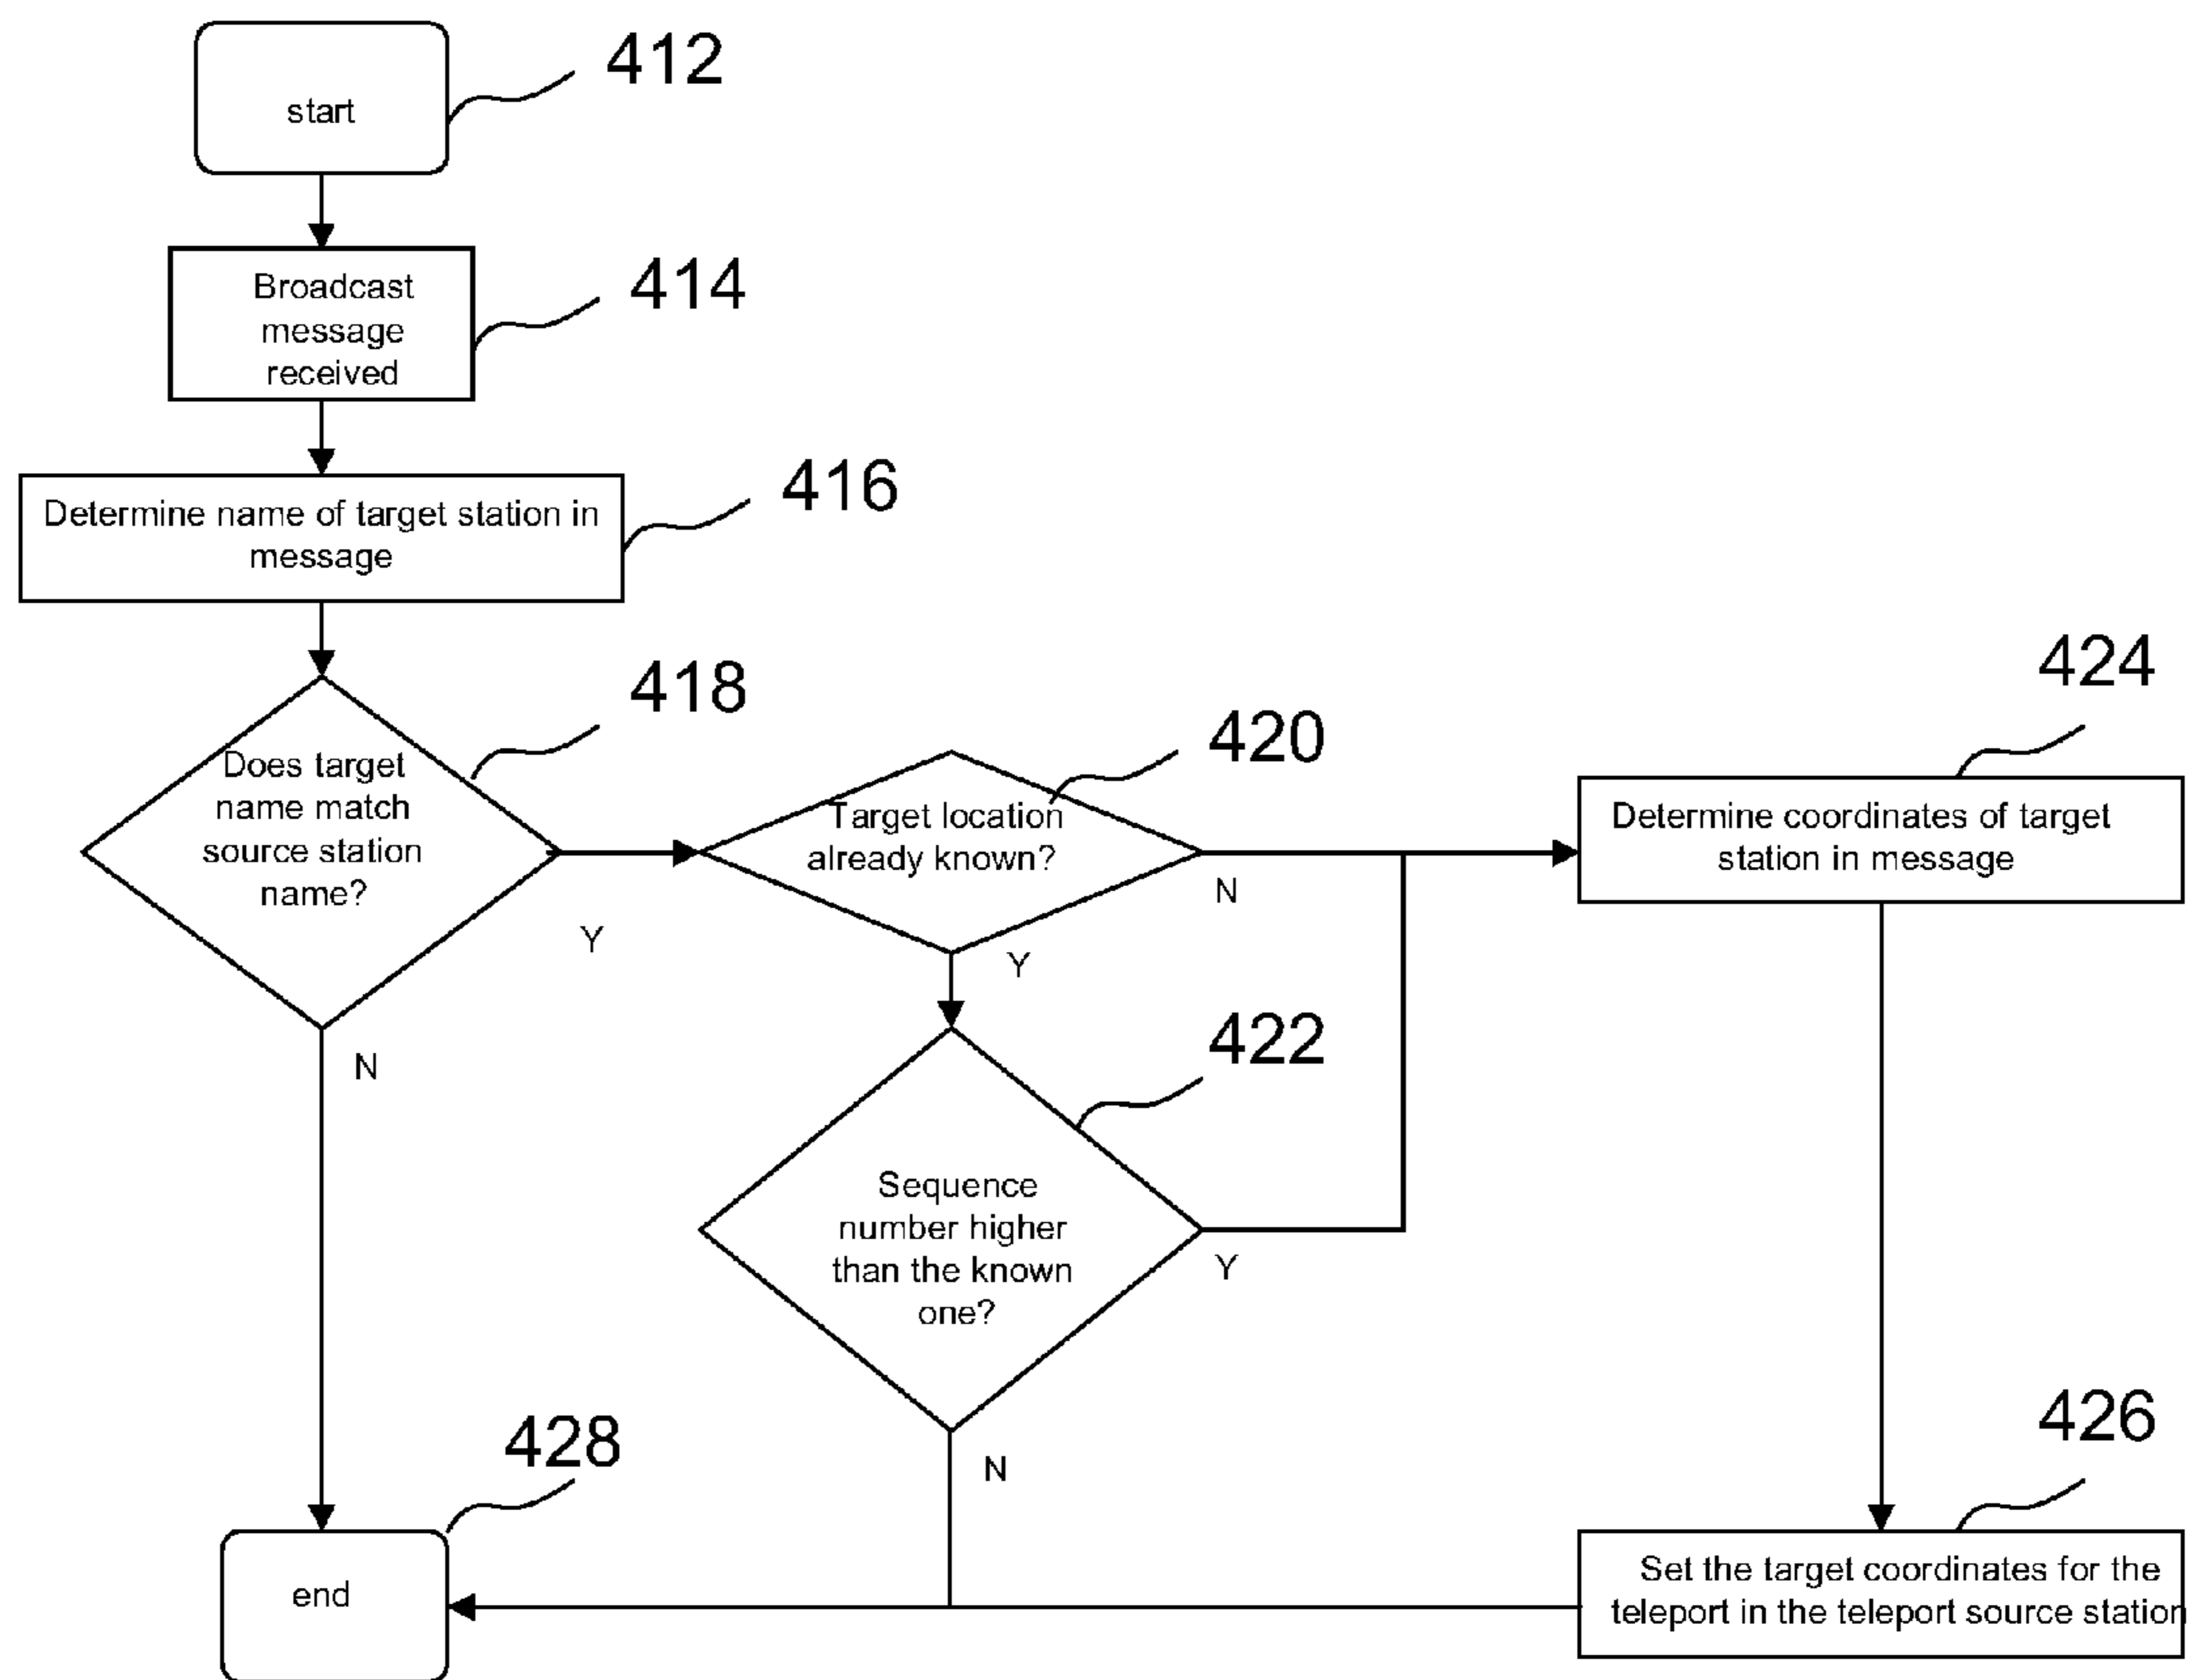 start
412
Broadcast
message
received
414
Determine name of target station in
message
416
Does target
name match
source station
name?
418
Y
N
Target location
already known?
420
N
Y
Sequence
number higher
than the known
one?
422
Y
N
Determine coordinates of target
station in message
424
Set the target coordinates for the
teleport in the teleport source station
426
end
428